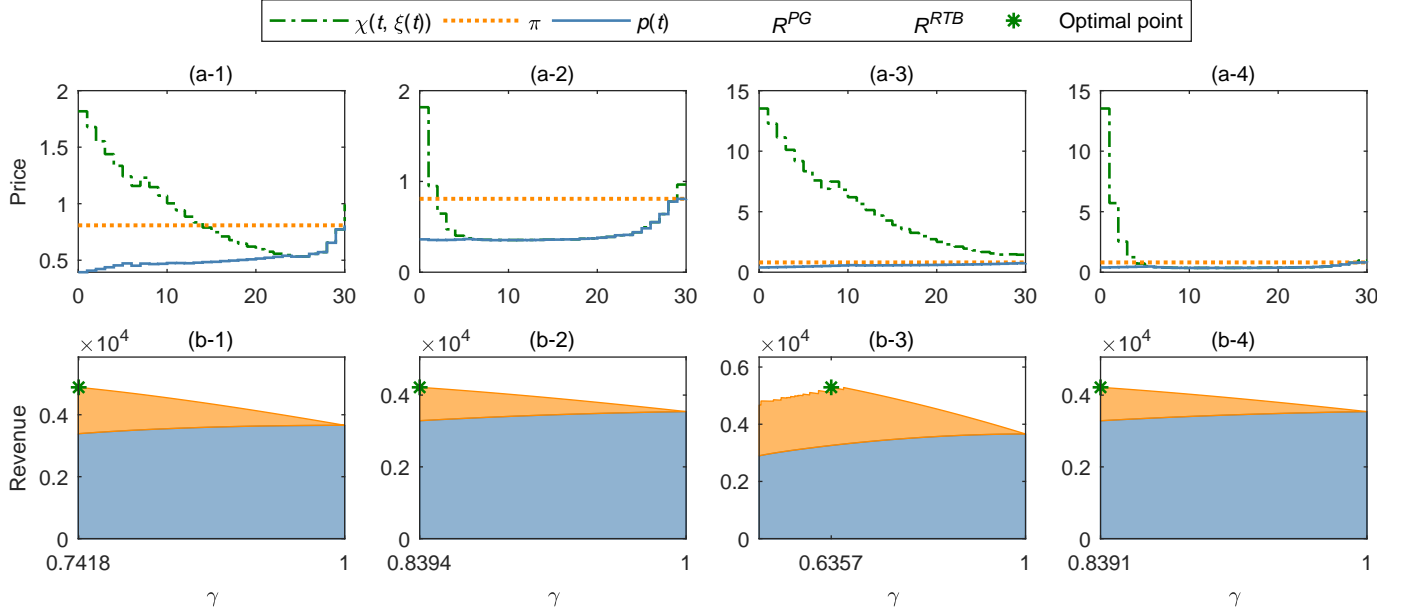 χ(t, ξ(t)) π p(t) R^PG R^RTB Optimal point
(a-1) (a-2) (a-3) (a-4)
Price
2 1.5 1 0.5
0 10 20 30
2 1 0
0 10 20 30
15 10 5 0
0 10 20 30
15 10 5 0
0 10 20 30
(b-1) (b-2) (b-3) (b-4)
Revenue
×10^4
0.4 0.2 0
0.7418 1
γ
×10^4
0.4 0.2 0
0.8394 1
γ
×10^4
0.6 0.4 0.2 0
0.6357 1
γ
×10^4
0.4 0.2 0
0.8391 1
γ